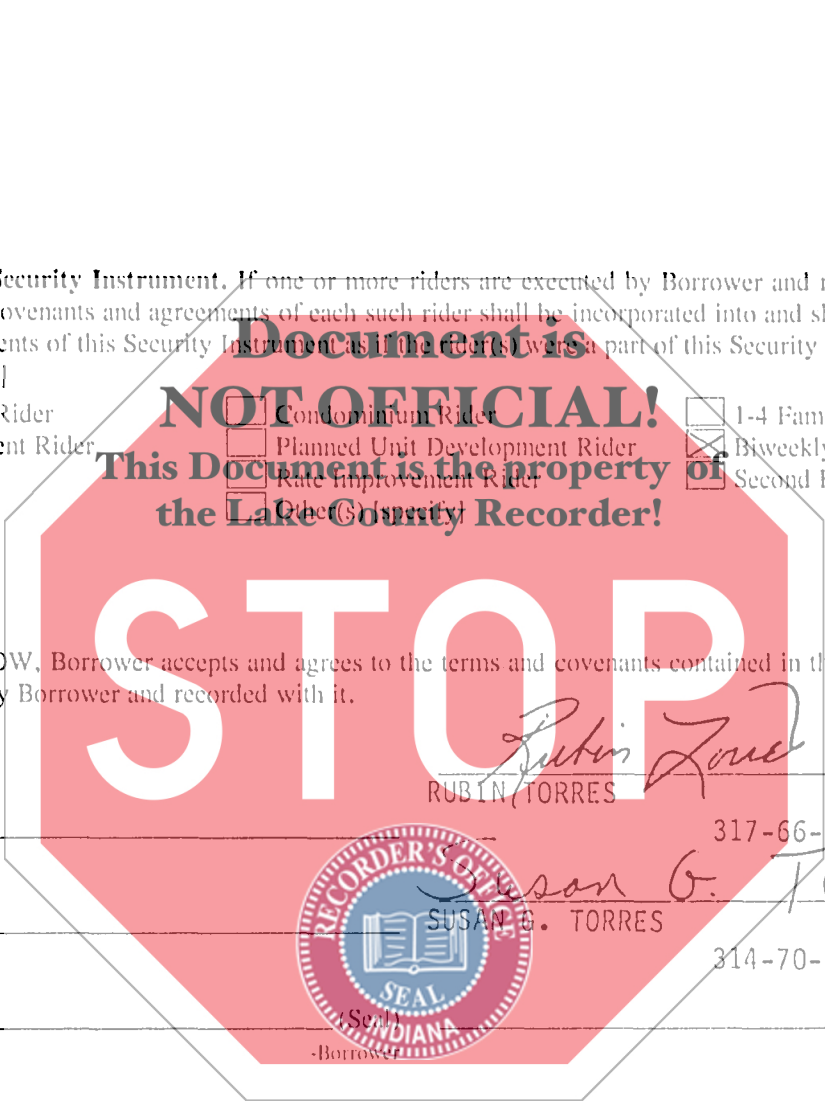 Security Instrument. If one or more riders are executed by Borrower and
ovenants and agreements of each such rider shall be incorporated into and
ents of this Security Instrument as if the rider(s) were a part of this Security
Document is
]
NOT OFFICIAL!
Rider Condominium Rider 1-4 Fam
nt Rider Planned Unit Development Rider Biweekly
This Document is the property of
Rate Improvement Rider Second
the Lake County Recorder!
Other(s) [specify]
STOP
OW, Borrower accepts and agrees to the terms and covenants contained in
y Borrower and recorded with it.
Rubin Torres
RUBIN TORRES
317-66-
Susan G. T
SUSAN G. TORRES
314-70-
RECORDER'S OFFICE
SEAL
INDIANA
(Seal)
-Borrower